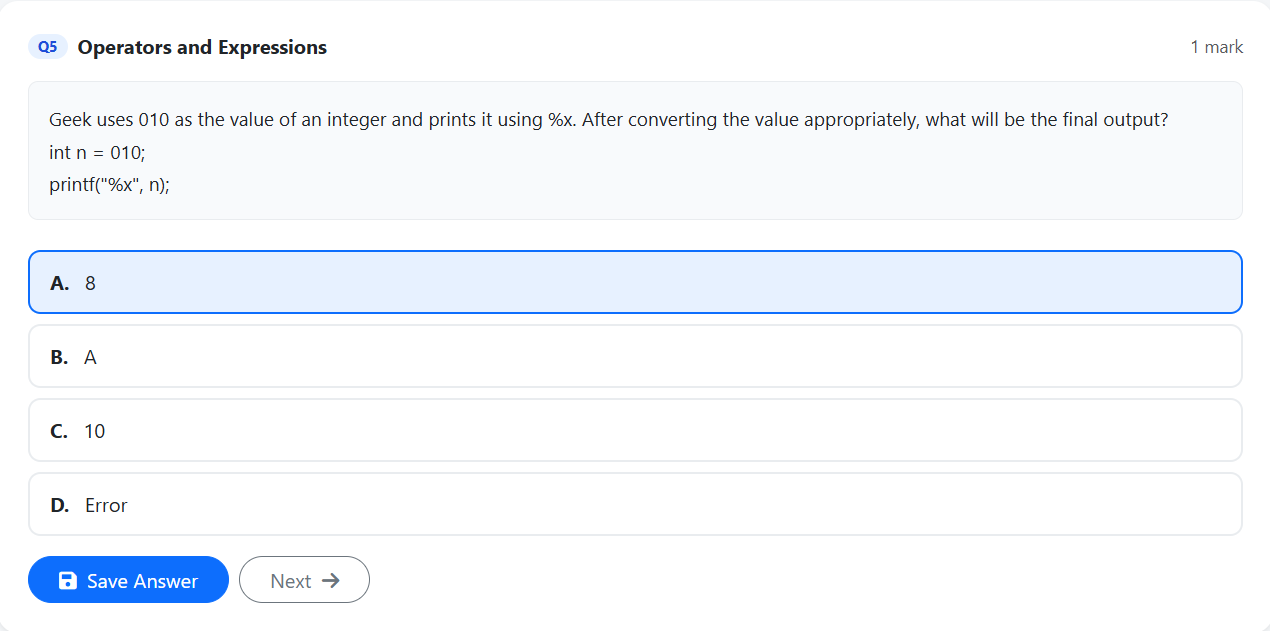 Q5 Operators and Expressions 1 mark
Geek uses 010 as the value of an integer and prints it using %x. After converting the value appropriately, what will be the final output?
int n = 010;
printf("%x", n);
A. 8
B. A
C. 10
D. Error
Save Answer Next →